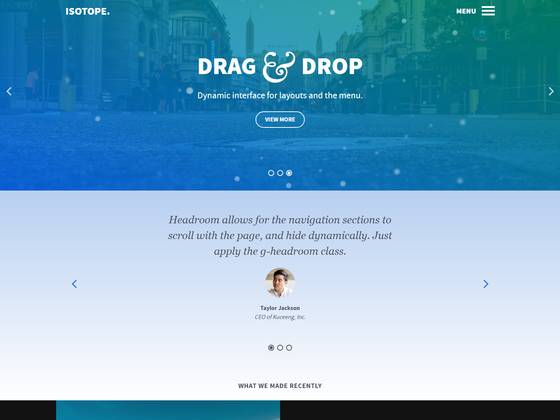 ISOTOPE.
MENU
DRAG & DROP
Dynamic interface for layouts and the menu.
VIEW MORE
Headroom allows for the navigation sections to
scroll with the page, and hide dynamically. Just
apply the g-headroom class.
Taylor Jackson
CEO of Kuceeng, Inc.
WHAT WE MADE RECENTLY